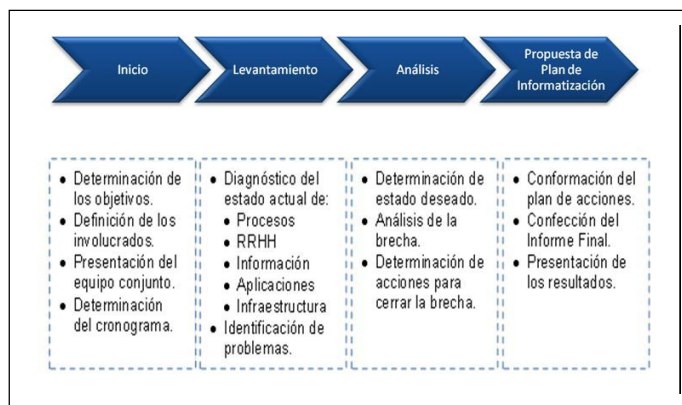 Inicio
Levantamiento
Análisis
Propuesta de
Plan de
Informatización
• Determinación de
los objetivos.
• Definición de los
involucrados.
• Presentación del
equipo conjunto.
• Determinación
del cronograma.
• Diagnóstico del
estado actual de:
• Procesos
• RRHH
• Información
• Aplicaciones
• Infraestructura
• Identificación de
problemas.
• Determinación de
estado deseado.
• Análisis de la
brecha.
• Determinación de
acciones para
cerrar la brecha.
• Conformación del
plan de acciones.
• Confección del
Informe Final.
• Presentación de
los resultados.